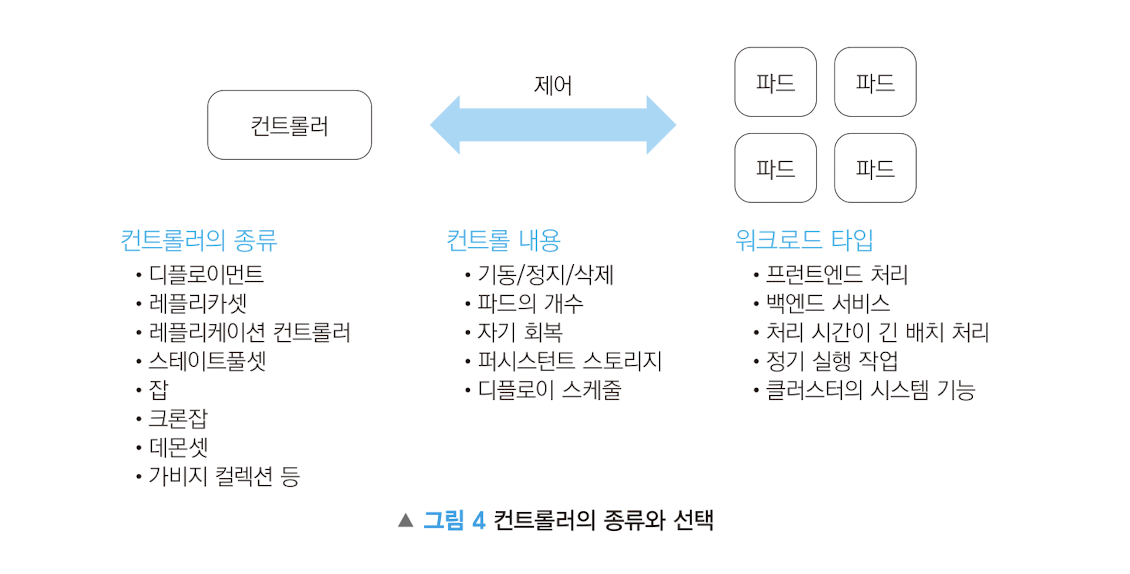 컨트롤러
제어
파드
파드
파드
파드
컨트롤러의 종류
• 디플로이먼트
• 레플리카셋
• 레플리케이션 컨트롤러
• 스테이트풀셋
• 잡
• 크론잡
• 데몬셋
• 가비지 컬렉션 등
컨트롤 내용
• 기동/정지/삭제
• 파드의 개수
• 자기 회복
• 퍼시스턴트 스토리지
• 디플로이 스케줄
워크로드 타입
• 프런트엔드 처리
• 백엔드 서비스
• 처리 시간이 긴 배치 처리
• 정기 실행 작업
• 클러스터의 시스템 기능
▲ 그림 4 컨트롤러의 종류와 선택